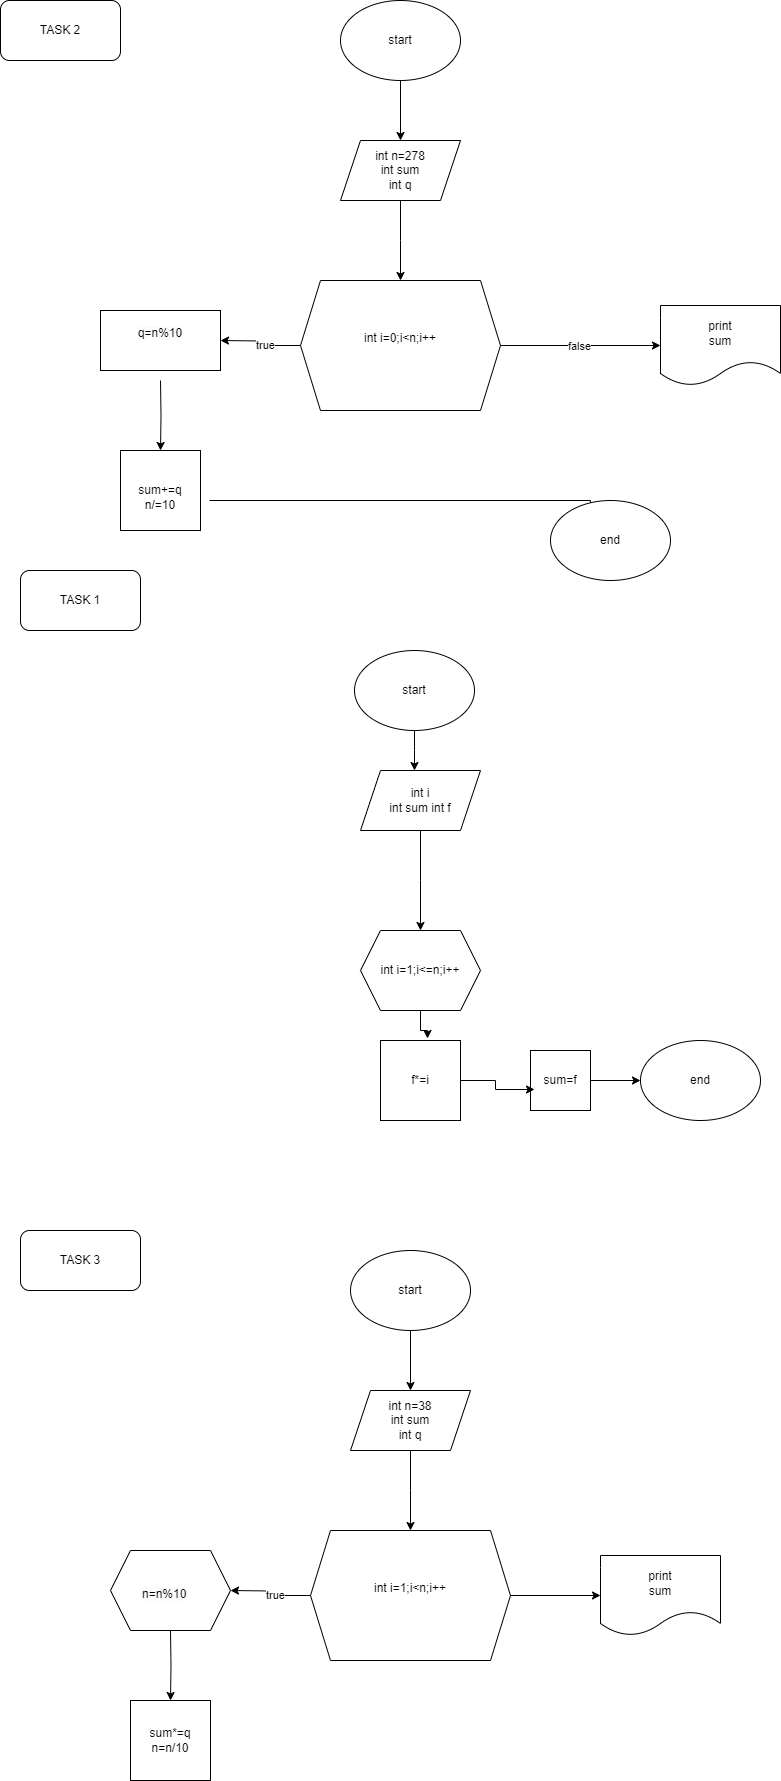 TASK 2
start
int n=278
int sum
int q
int i=0;i<n;i++
true
false
q=n%10
print
sum
sum+=q
n/=10
end
TASK 1
start
int i
int sum int f
int i=1;i<=n;i++
f*=i
sum=f
end
TASK 3
start
int n=38
int sum
int q
int i=1;i<n;i++
true
n=n%10
print
sum
sum*=q
n=n/10